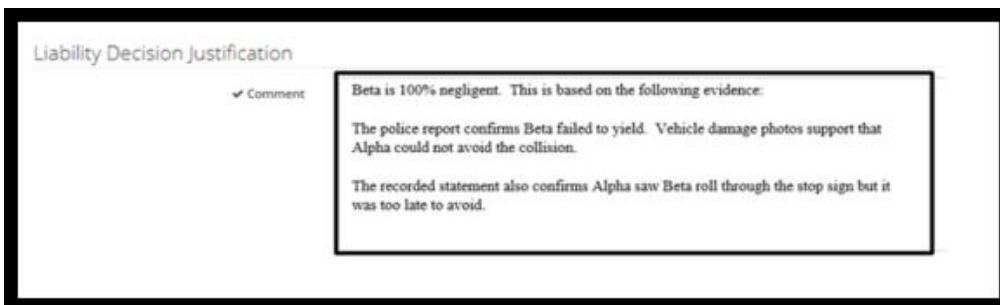 Liability Decision Justification
✔ Comment
Beta is 100% negligent. This is based on the following evidence:
The police report confirms Beta failed to yield. Vehicle damage photos support that
Alpha could not avoid the collision.
The recorded statement also confirms Alpha saw Beta roll through the stop sign but it
was too late to avoid.